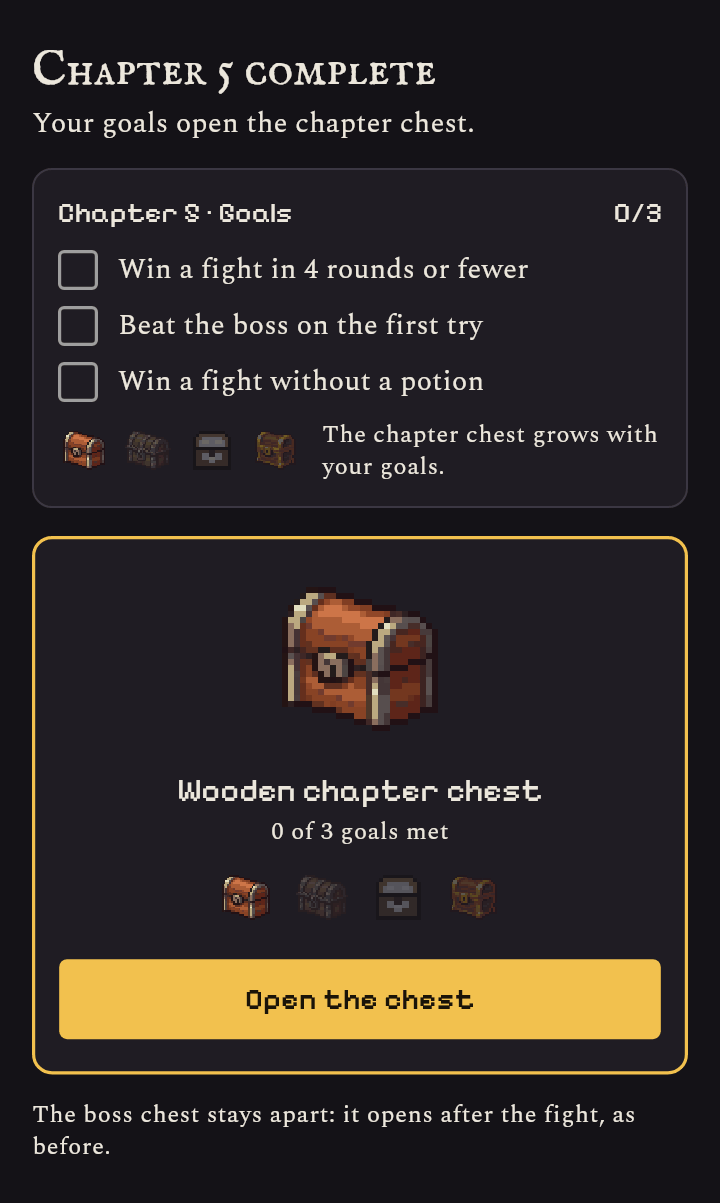 Chapter 5 complete
Your goals open the chapter chest.
Chapter 5 · Goals
0/3
Win a fight in 4 rounds or fewer
Beat the boss on the first try
Win a fight without a potion
The chapter chest grows with
your goals.
Wooden chapter chest
0 of 3 goals met
Open the chest
The boss chest stays apart: it opens after the fight, as
before.